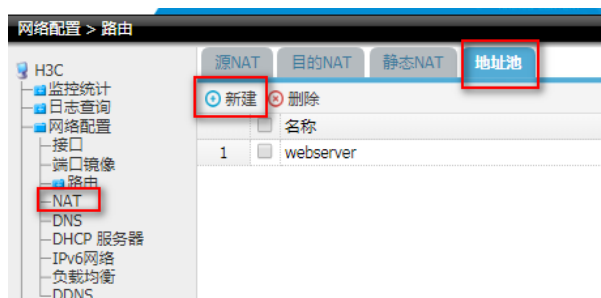 网络配置 > 路由
H3C
监控统计
日志查询
网络配置
接口
端口镜像
路由
NAT
DNS
DHCP 服务器
IPv6网络
负载均衡
DDNS
源NAT 目的NAT 静态NAT 地址池
新建 删除
名称
1 webserver